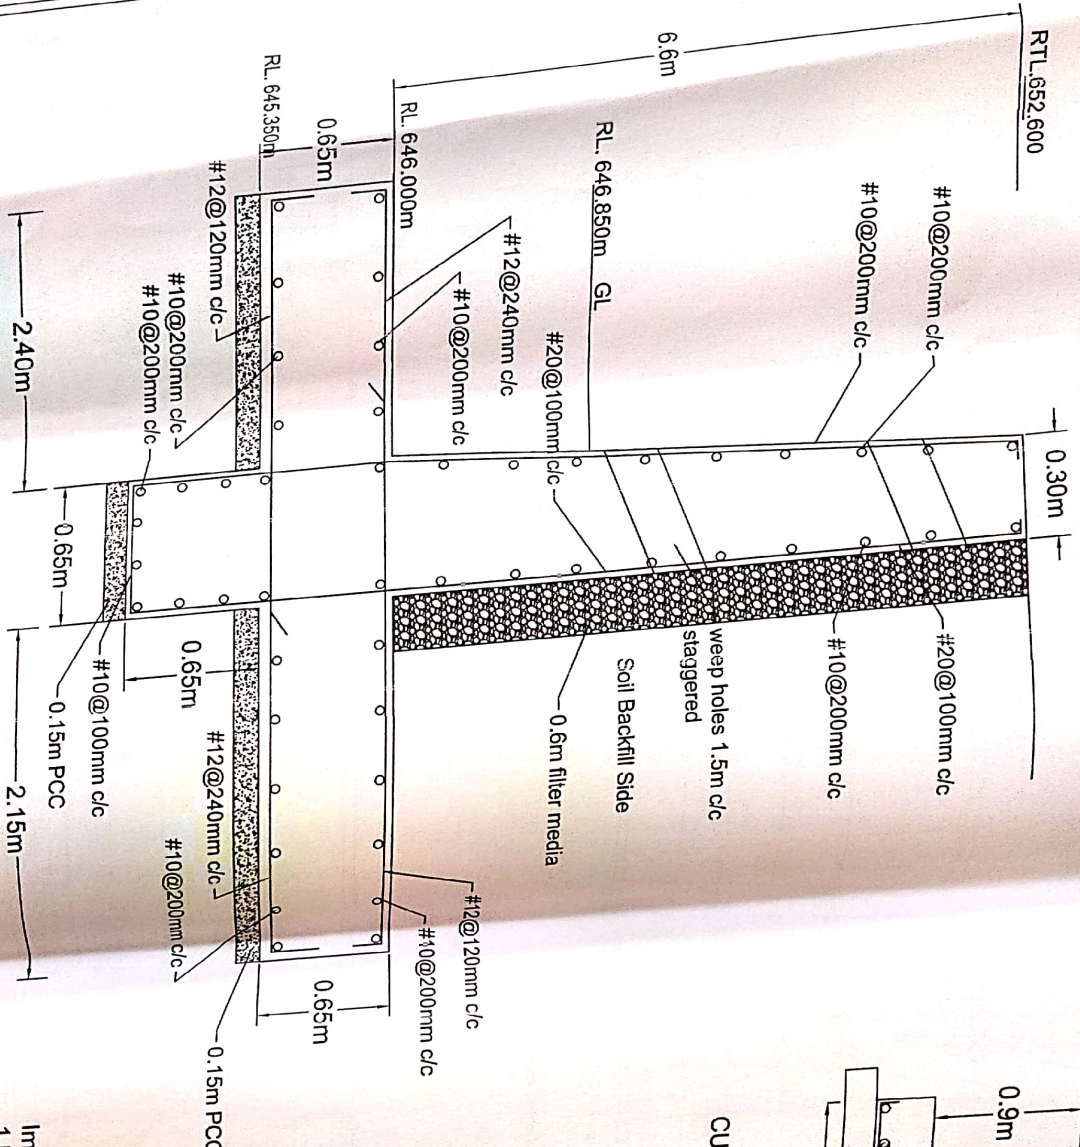 RTL.652.600
6.6m
#10@200mm c/c
#10@200mm c/c
0.30m
RL. 646.850m GL
RL. 646.000m
RL. 645.350m
0.65m
#12@240mm c/c
#10@200mm c/c
#20@100mm c/c
#12@120mm c/c
#10@200mm c/c
#10@200mm c/c
2.40m
0.65m
2.15m
#20@100mm c/c
#10@200mm c/c
weep holes 1.5m c/c
staggered
Soil Backfill Side
0.6m filter media
0.65m
#10@100mm c/c
0.15m PCC
#12@240mm c/c
#10@200mm c/c
#12@120mm c/c
#10@200mm c/c
0.65m
0.15m PCC
0.9m
CU
Im